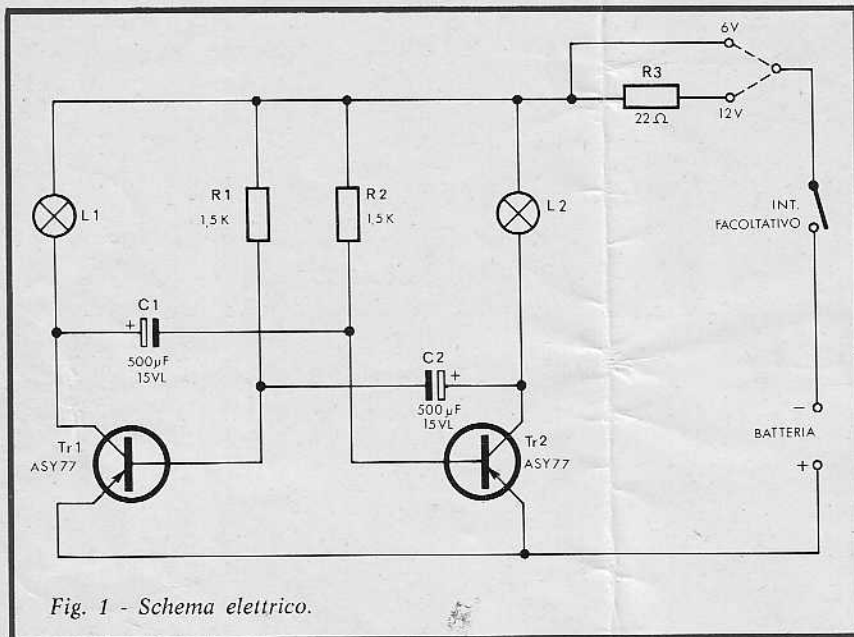 6V
R3
22 Ω
12V
L1
R1
1,5 K
R2
1,5 K
L2
INT.
FACOLTATIVO
C1
+
500µF
15VL
C2
+
500µF
15VL
Tr1
ASY77
Tr2
ASY77
−
BATTERIA
+
Fig. 1 - Schema elettrico.